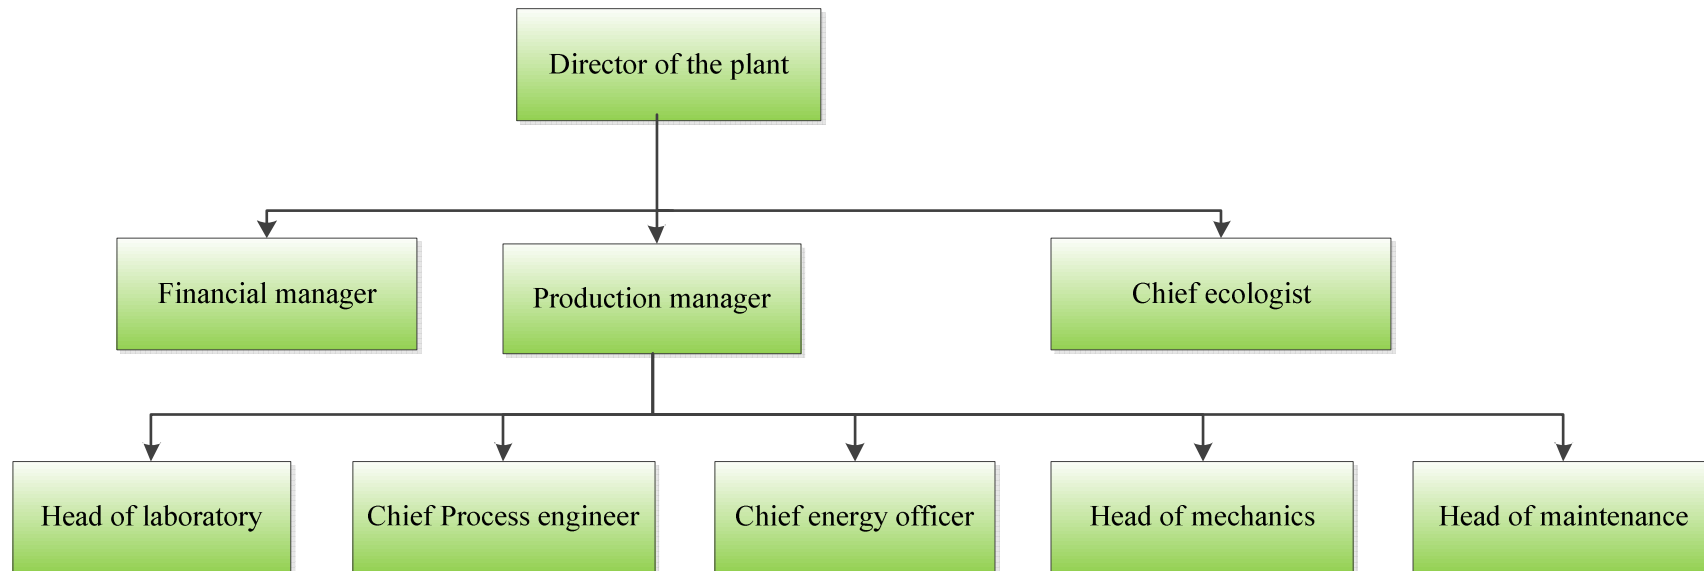 Director of the plant
Financial manager
Production manager
Chief ecologist
Head of laboratory
Chief Process engineer
Chief energy officer
Head of mechanics
Head of maintenance